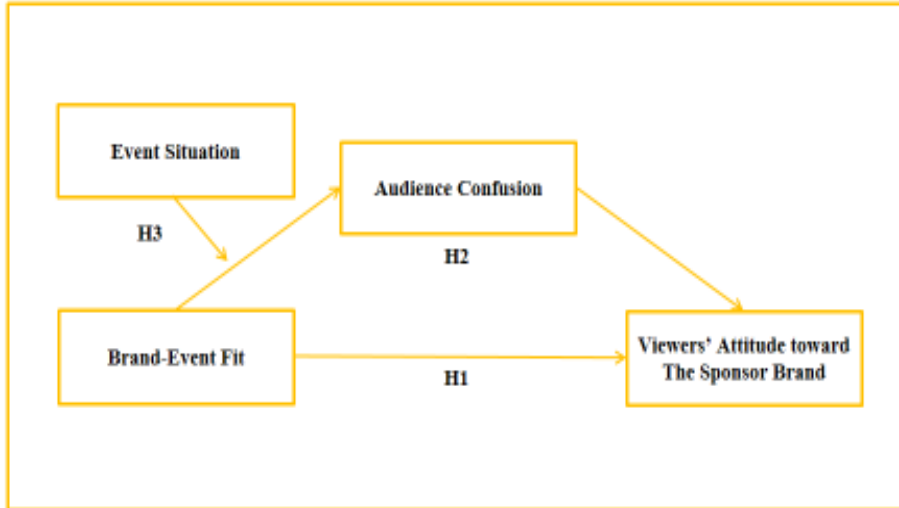 Event Situation
Audience Confusion
H3
H2
Brand-Event Fit
Viewers’ Attitude toward
The Sponsor Brand
H1